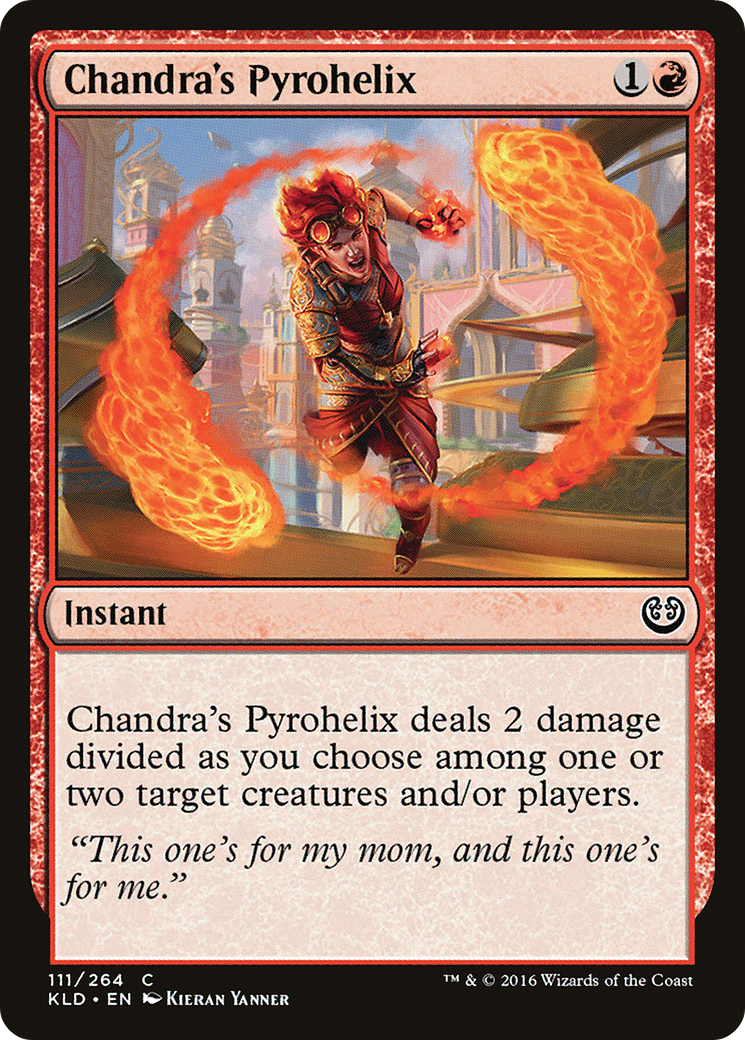 Chandra's Pyrohelix 1
Instant
Chandra's Pyrohelix deals 2 damage
divided as you choose among one or
two target creatures and/or players.
“This one's for my mom, and this one's
for me.”
111/264 C
KLD • EN Kieran Yanner
™ & © 2016 Wizards of the Coast